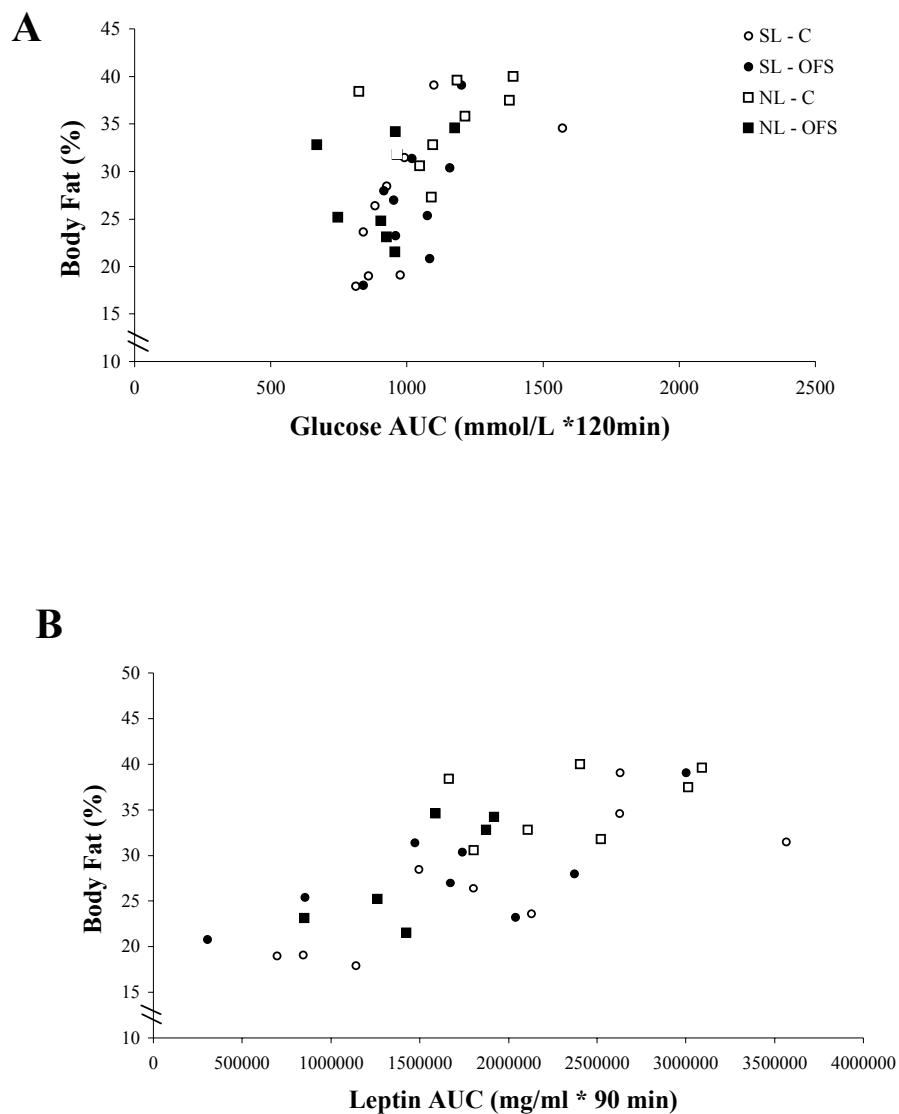 A
SL - C
SL - OFS
NL - C
NL - OFS
45
40
35
30
25
20
15
10
Body Fat (%)
0 500 1000 1500 2000 2500
Glucose AUC (mmol/L *120min)
B
50
45
40
35
30
25
20
15
10
Body Fat (%)
0 500000 1000000 1500000 2000000 2500000 3000000 3500000 4000000
Leptin AUC (mg/ml * 90 min)